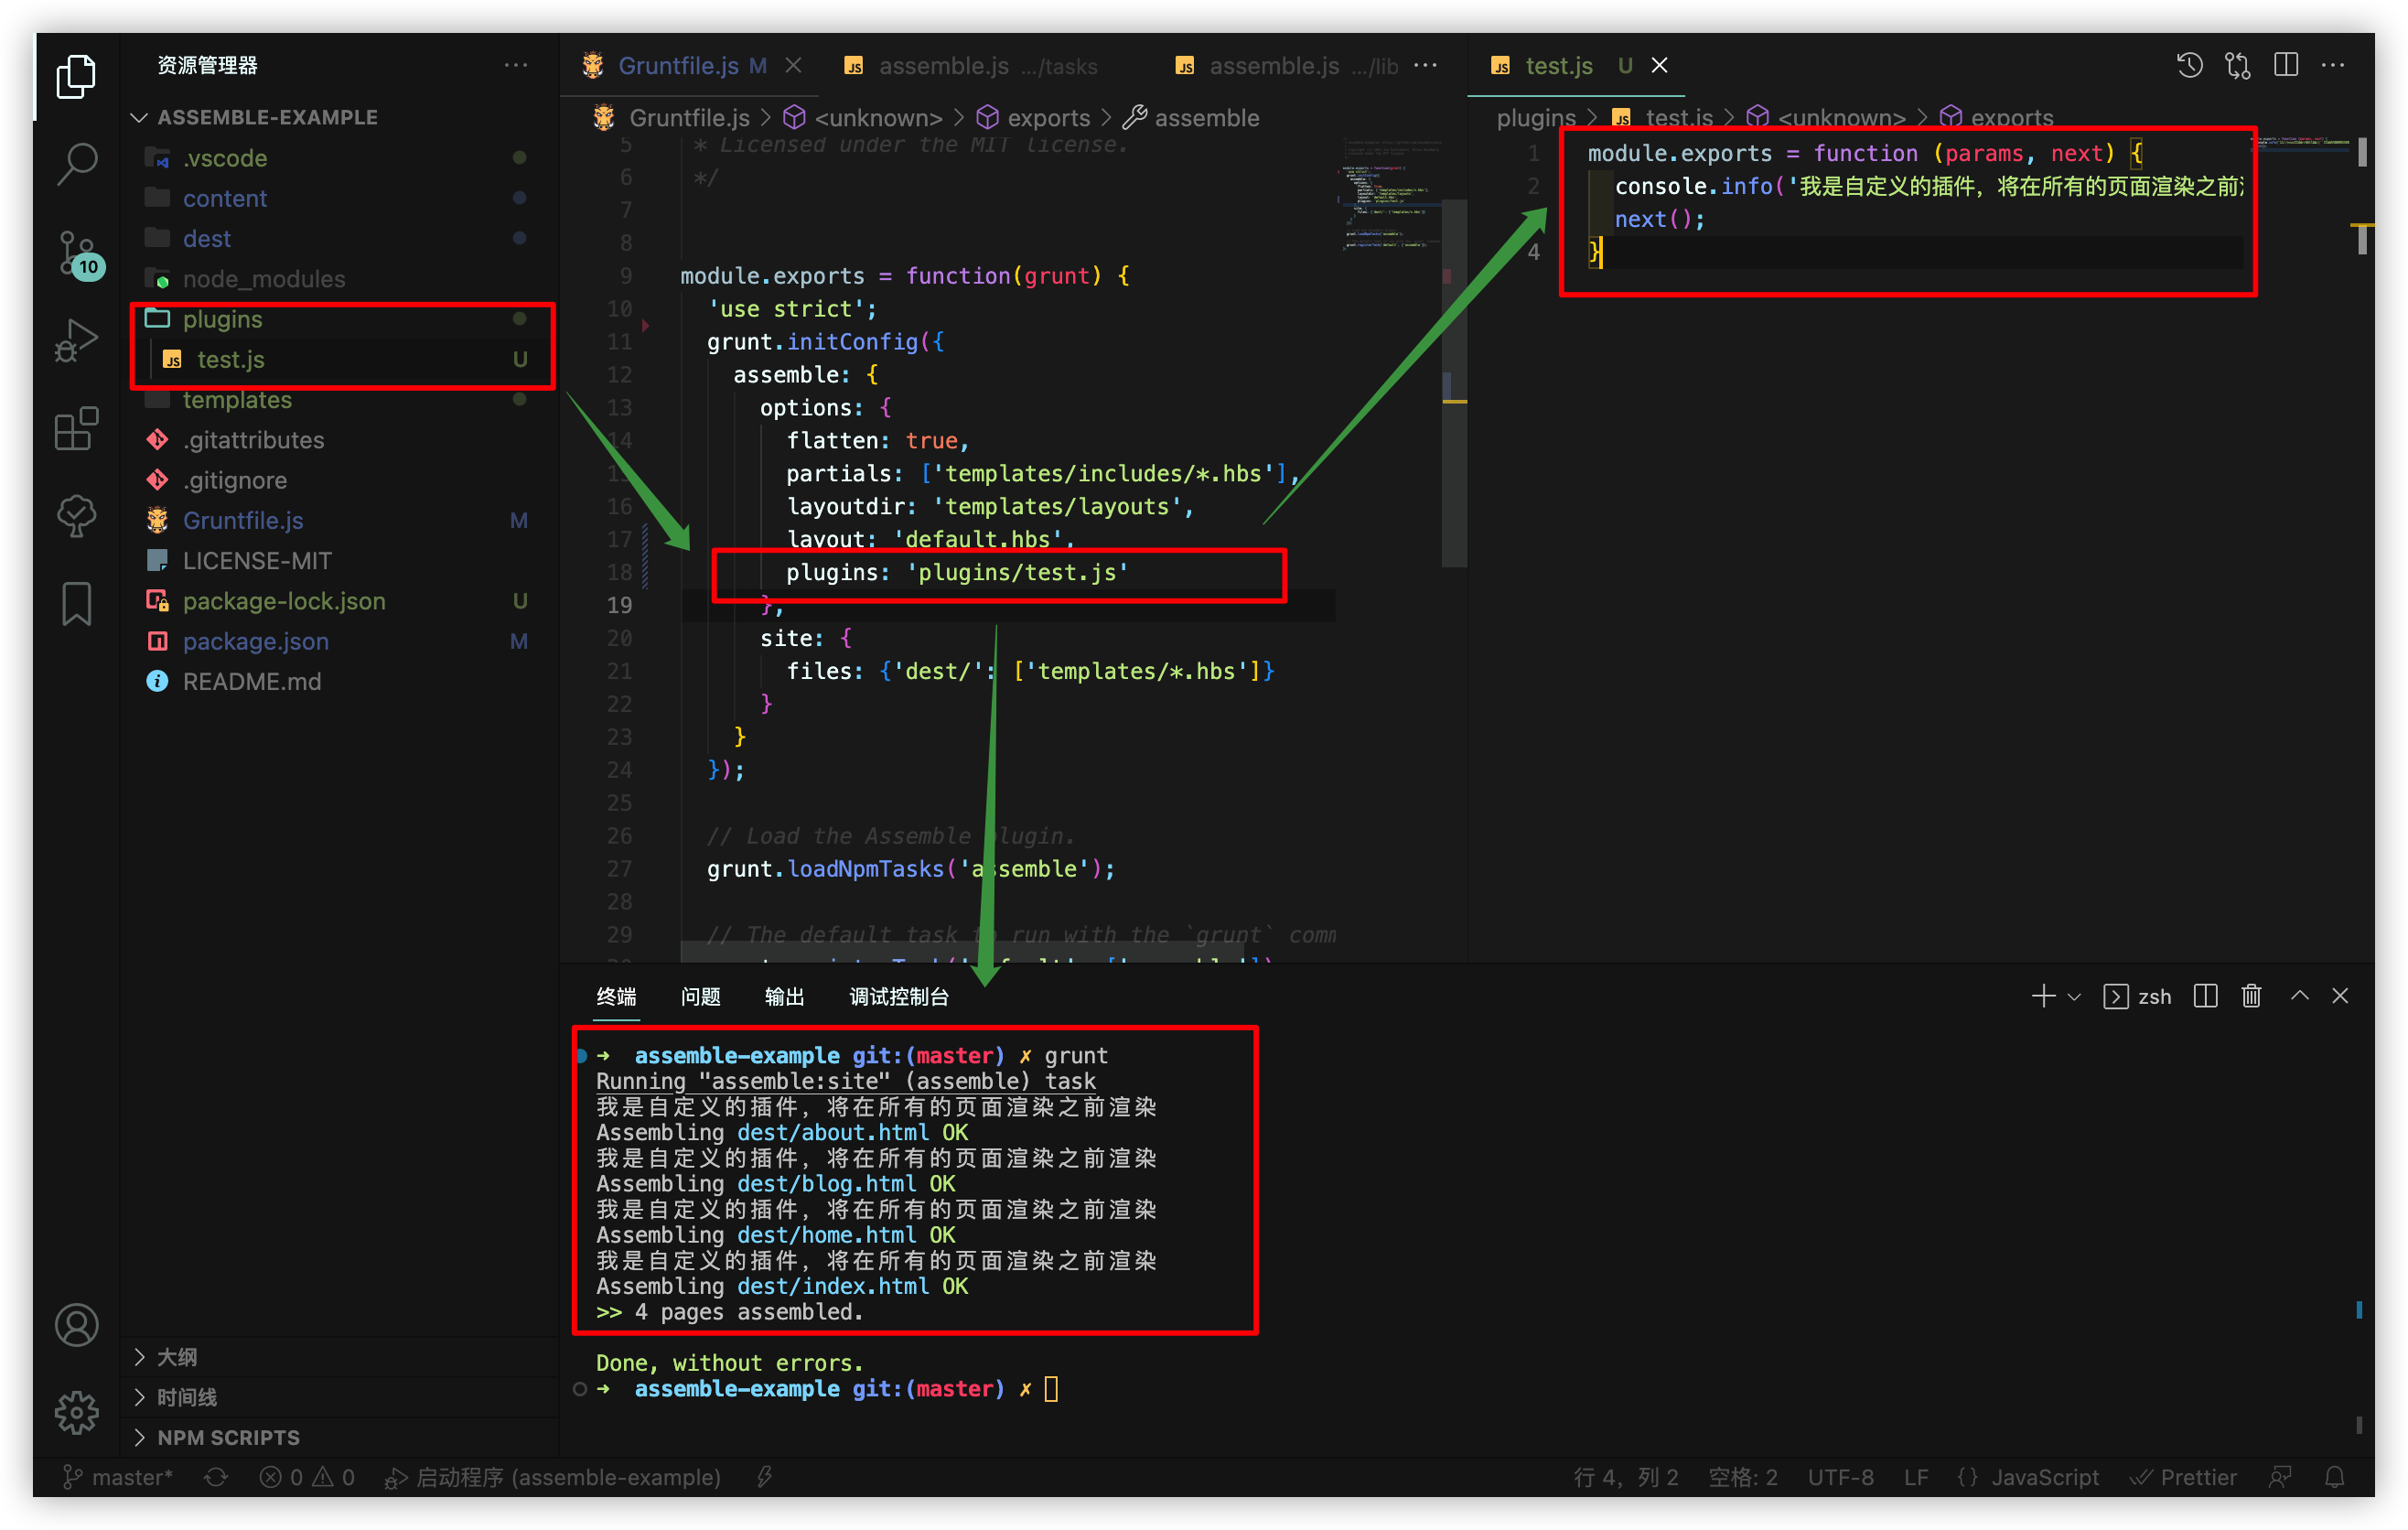 资源管理器
ASSEMBLE-EXAMPLE
.vscode
content
dest
node_modules
plugins
test.js U
templates
.gitattributes
.gitignore
Gruntfile.js M
LICENSE-MIT
package-lock.json U
package.json M
README.md
大纲
时间线
NPM SCRIPTS
10
Gruntfile.js M
assemble.js .../tasks
assemble.js .../lib
Gruntfile.js > <unknown> > exports > assemble
5 * Licensed under the MIT license.
6 */
7
8
9 module.exports = function(grunt) {
10 'use strict';
11 grunt.initConfig({
12 assemble: {
13 options: {
14 flatten: true,
15 partials: ['templates/includes/*.hbs'],
16 layoutdir: 'templates/layouts',
17 layout: 'default.hbs',
18 plugins: 'plugins/test.js'
19 },
20 site: {
21 files: {'dest/': ['templates/*.hbs']}
22 }
23 }
24 });
25
26 // Load the Assemble plugin.
27 grunt.loadNpmTasks('assemble');
28
29 // The default task to run with the `grunt` comm
test.js U
plugins > test.js > <unknown> > exports
1 module.exports = function (params, next) {
2 console.info('我是自定义的插件，将在所有的页面渲染之前
next();
4 }
终端 问题 输出 调试控制台
zsh
➜ assemble-example git:(master) ✗ grunt
Running "assemble:site" (assemble) task
我是自定义的插件，将在所有的页面渲染之前渲染
Assembling dest/about.html OK
我是自定义的插件，将在所有的页面渲染之前渲染
Assembling dest/blog.html OK
我是自定义的插件，将在所有的页面渲染之前渲染
Assembling dest/home.html OK
我是自定义的插件，将在所有的页面渲染之前渲染
Assembling dest/index.html OK
>> 4 pages assembled.
Done, without errors.
➜ assemble-example git:(master) ✗
master* 0 0 启动程序 (assemble-example) 行 4，列 2 空格: 2 UTF-8 LF {} JavaScript Prettier